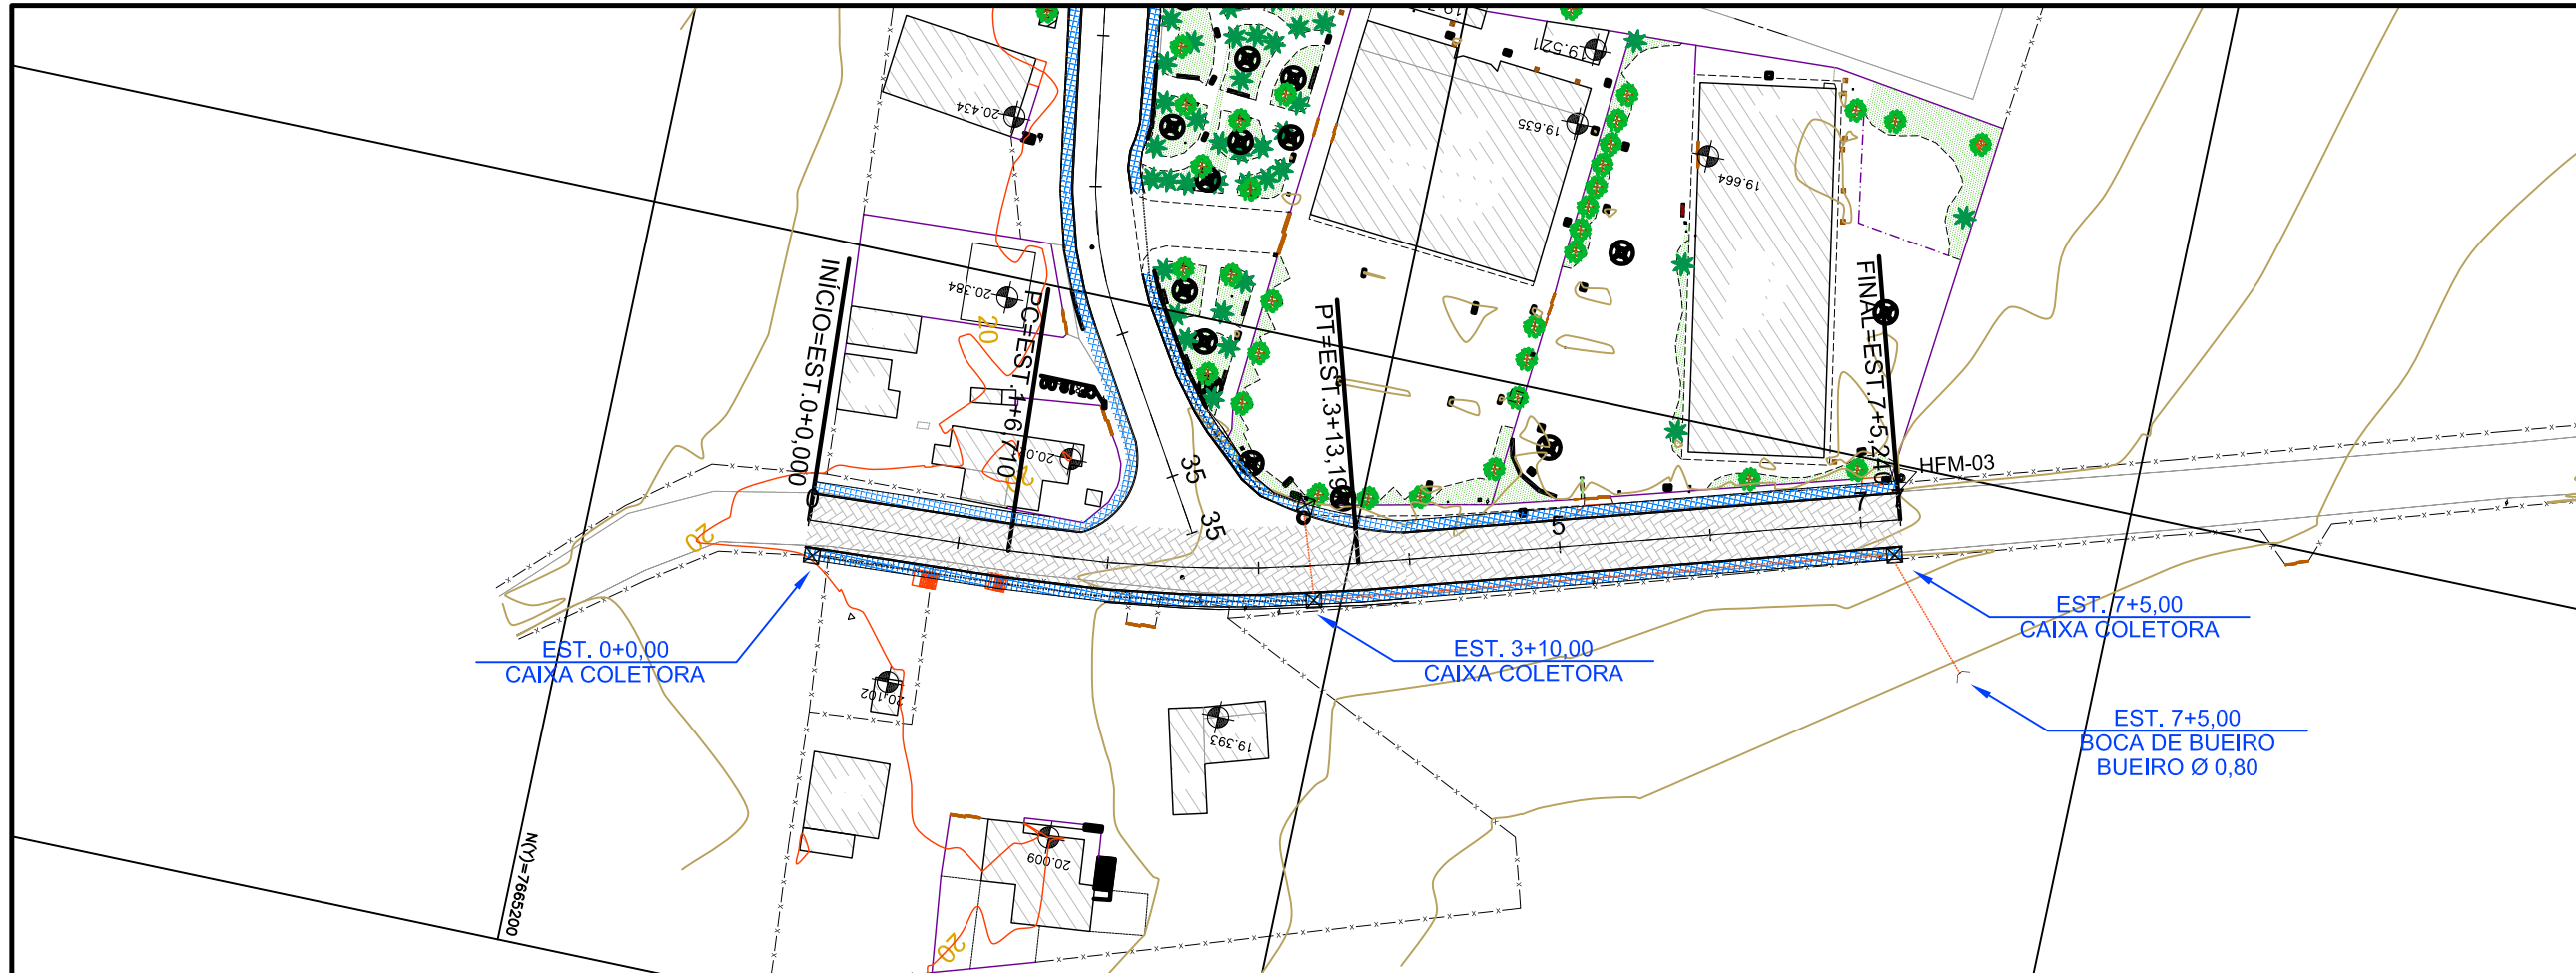 19.521
20.434
19.635
19.664
20.384
20
INÍCIO=EST.0+0,000
PC=EST.1+6,710
PT=EST.3+13,19
FINAL=EST.7+5,240
HFM-03
35
35
0
5
7
20
EST. 0+0,00
CAIXA COLETORA
EST. 3+10,00
CAIXA COLETORA
EST. 7+5,00
CAIXA COLETORA
EST. 7+5,00
BOCA DE BUEIRO
BUEIRO Ø 0,80
20.102
19.393
20.009
20
N(Y)=7665200